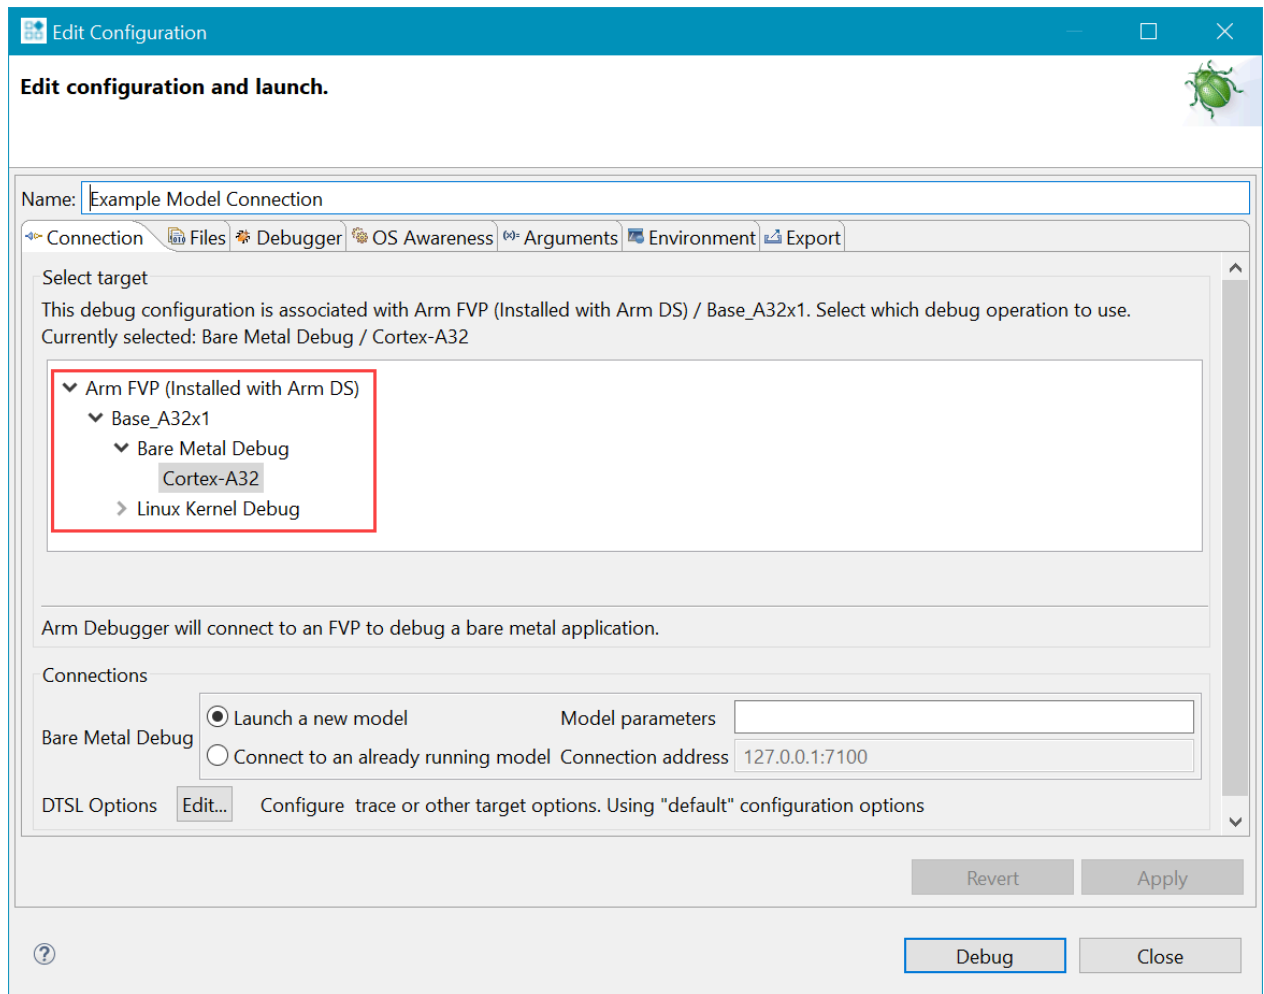 Edit Configuration
Edit configuration and launch.
Name: Example Model Connection
Connection Files Debugger OS Awareness Arguments Environment Export
Select target
This debug configuration is associated with Arm FVP (Installed with Arm DS) / Base_A32x1. Select which debug operation to use.
Currently selected: Bare Metal Debug / Cortex-A32
Arm FVP (Installed with Arm DS)
Base_A32x1
Bare Metal Debug
Cortex-A32
Linux Kernel Debug
Arm Debugger will connect to an FVP to debug a bare metal application.
Connections
Bare Metal Debug
Launch a new model Model parameters
Connect to an already running model Connection address 127.0.0.1:7100
DTSL Options Edit... Configure trace or other target options. Using "default" configuration options
Revert Apply
Debug Close